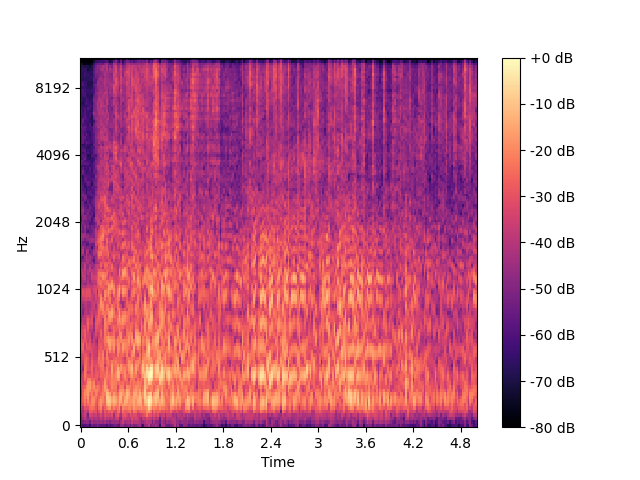 8192
4096
2048
1024
512
0
Hz
0 0.6 1.2 1.8 2.4 3 3.6 4.2 4.8
Time
+0 dB
-10 dB
-20 dB
-30 dB
-40 dB
-50 dB
-60 dB
-70 dB
-80 dB